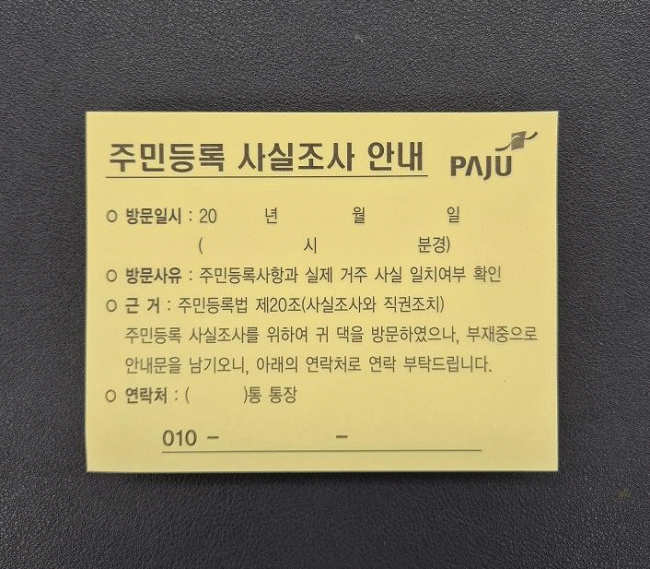 주민등록 사실조사 안내 PAJU
○ 방문일시 : 20 년 월 일
( 시 분경)
○ 방문사유 : 주민등록사항과 실제 거주 사실 일치여부 확인
○ 근 거 : 주민등록법 제20조(사실조사와 직권조치)
주민등록 사실조사를 위하여 귀 댁을 방문하였으나, 부재중으로
안내문을 남기오니, 아래의 연락처로 연락 부탁드립니다.
○ 연락처 : ( )통 통장
010 - -